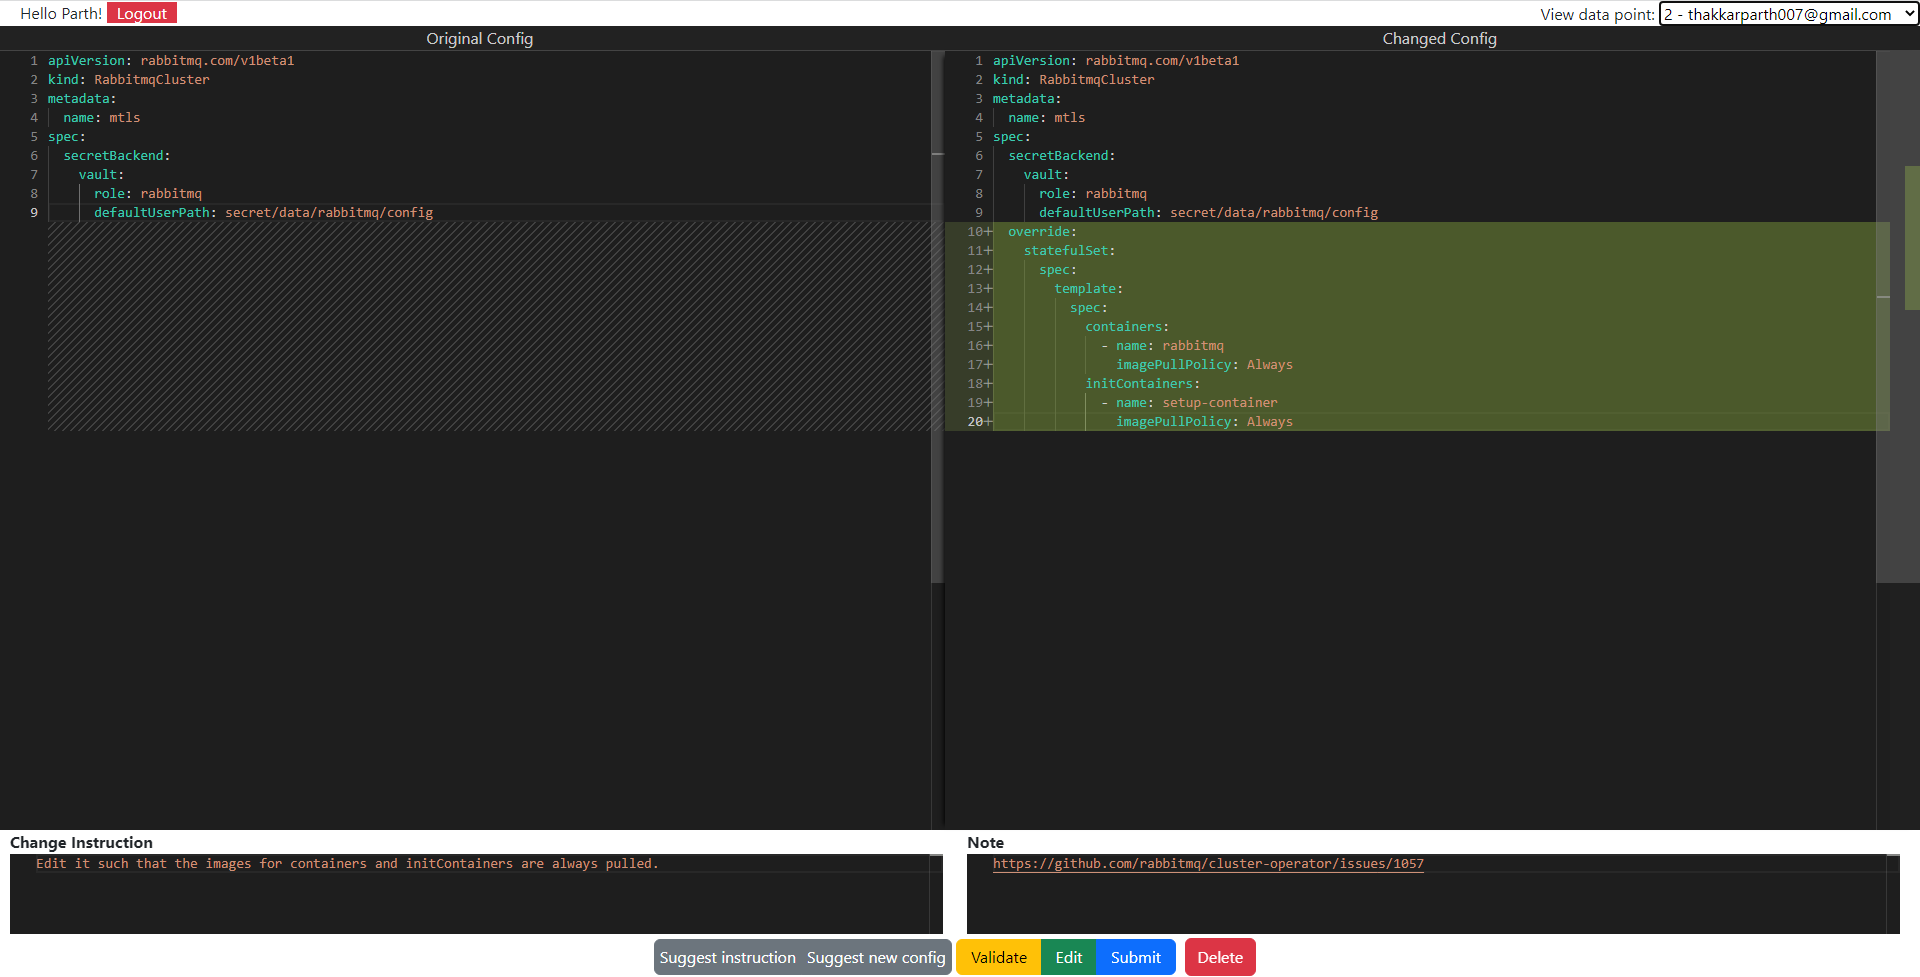 Hello Parth! Logout
View data point: 2 - thakkarparth007@gmail.com
Original Config
1 apiVersion: rabbitmq.com/v1beta1
2 kind: RabbitmqCluster
3 metadata:
4 name: mtls
5 spec:
6 secretBackend:
7 vault:
8 role: rabbitmq
9 defaultUserPath: secret/data/rabbitmq/config
Changed Config
1 apiVersion: rabbitmq.com/v1beta1
2 kind: RabbitmqCluster
3 metadata:
4 name: mtls
5 spec:
6 secretBackend:
7 vault:
8 role: rabbitmq
9 defaultUserPath: secret/data/rabbitmq/config
10+ override:
11+ statefulSet:
12+ spec:
13+ template:
14+ spec:
15+ containers:
16+ - name: rabbitmq
17+ imagePullPolicy: Always
18+ initContainers:
19+ - name: setup-container
20+ imagePullPolicy: Always
Change Instruction
Edit it such that the images for containers and initContainers are always pulled.
Note
https://github.com/rabbitmq/cluster-operator/issues/1057
Suggest instruction Suggest new config Validate Edit Submit Delete